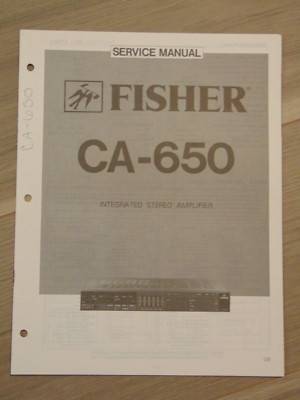 SERVICE MANUAL
FISHER
CA-650
INTEGRATED STEREO AMPLIFIER
CA-650